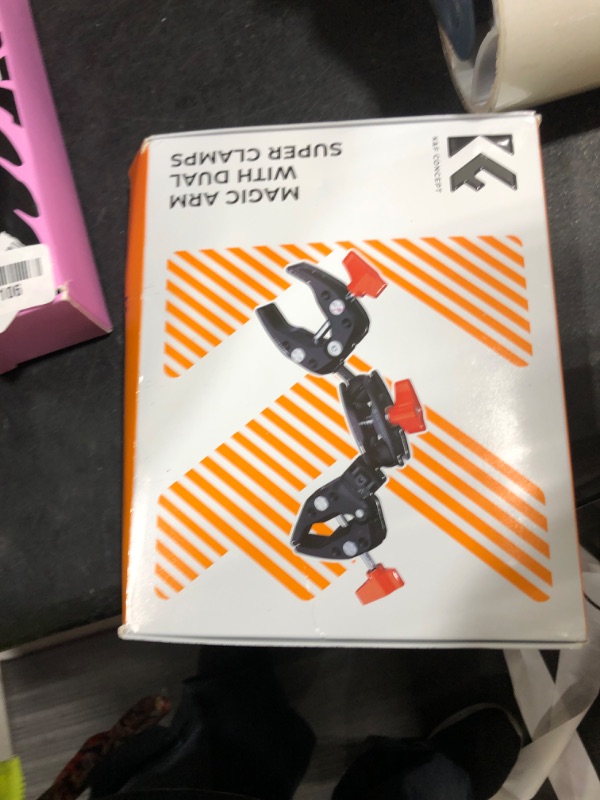 K&F CONCEPT
MAGIC ARM
WITH DUAL
SUPER CLAMPS